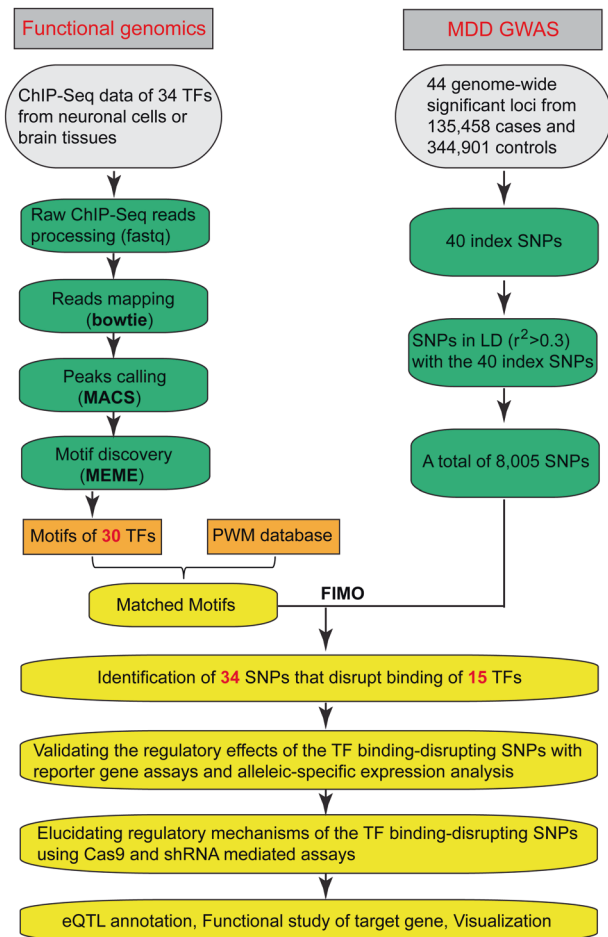 Functional genomics
ChIP-Seq data of 34 TFs
from neuronal cells or
brain tissues
Raw ChIP-Seq reads
processing (fastq)
Reads mapping
(bowtie)
Peaks calling
(MACS)
Motif discovery
(MEME)
Motifs of 30 TFs
PWM database
Matched Motifs
MDD GWAS
44 genome-wide
significant loci from
135,458 cases and
344,901 controls
40 index SNPs
SNPs in LD (r²>0.3)
with the 40 index SNPs
A total of 8,005 SNPs
FIMO
Identification of 34 SNPs that disrupt binding of 15 TFs
Validating the regulatory effects of the TF binding-disrupting SNPs with
reporter gene assays and alleleic-specific expression analysis
Elucidating regulatory mechanisms of the TF binding-disrupting SNPs
using Cas9 and shRNA mediated assays
eQTL annotation, Functional study of target gene, Visualization